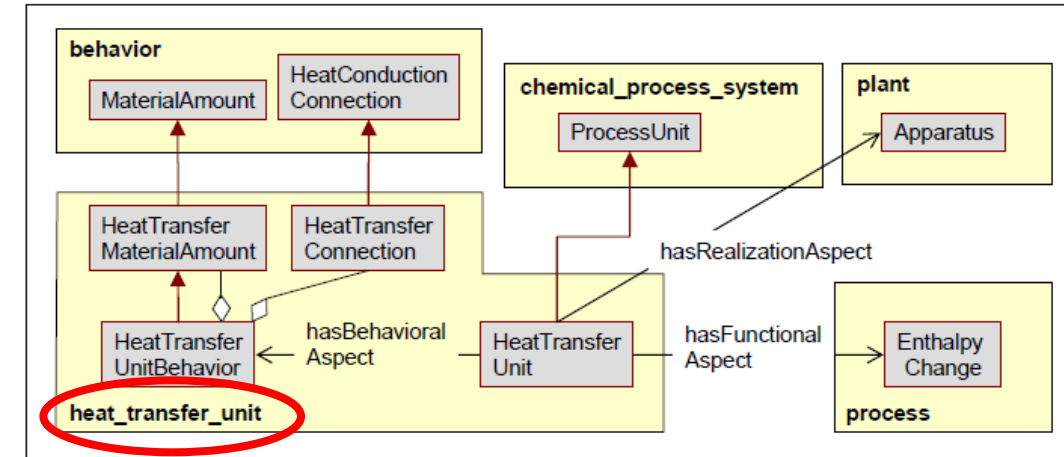 behavior
MaterialAmount
HeatConduction
Connection
chemical_process_system
ProcessUnit
plant
Apparatus
HeatTransfer
MaterialAmount
HeatTransfer
Connection
hasRealizationAspect
HeatTransfer
UnitBehavior
hasBehavioral
Aspect
HeatTransfer
Unit
hasFunctional
Aspect
Enthalpy
Change
heat_transfer_unit
process